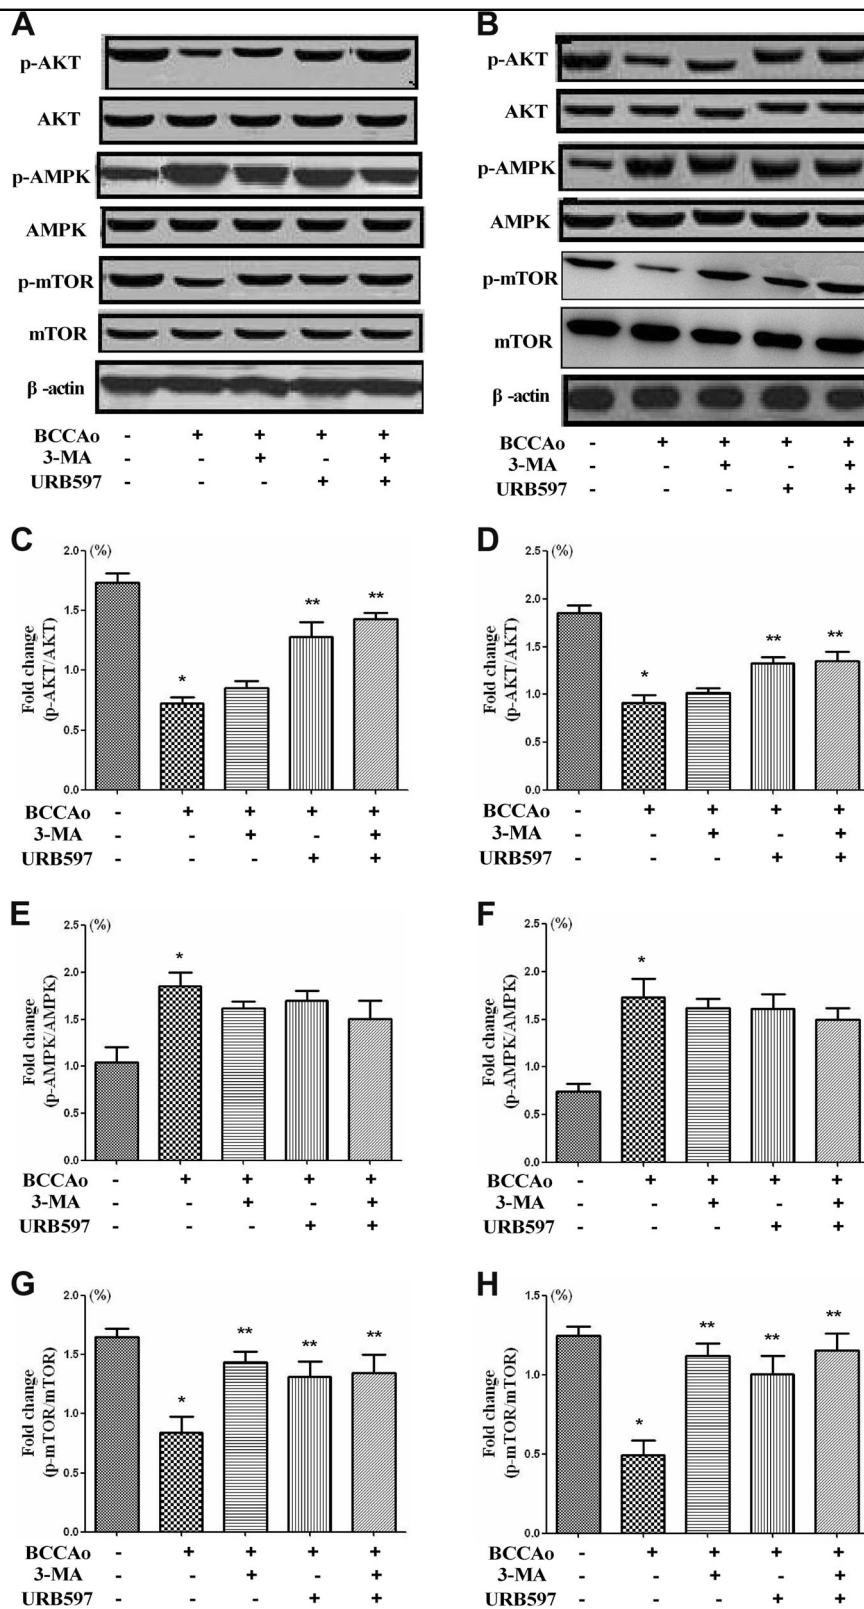 A
p-AKT
AKT
p-AMPK
AMPK
p-mTOR
mTOR
β -actin
BCCAo - + + + +
3-MA - - + - +
URB597 - - - + +
B
p-AKT
AKT
p-AMPK
AMPK
p-mTOR
mTOR
β -actin
BCCAo - + + + +
3-MA - - + - +
URB597 - - - + +
C
(%)
Fold change
(p-AKT/AKT)
2.0
1.5
1.0
0.5
0.0
* ** **
BCCAo - + + + +
3-MA - - + - +
URB597 - - - + +
D
(%)
Fold change
(p-AKT/AKT)
2.5
2.0
1.5
1.0
0.5
0.0
* ** **
BCCAo - + + + +
3-MA - - + - +
URB597 - - - + +
E
(%)
Fold change
(p-AMPK/AMPK)
2.5
2.0
1.5
1.0
0.5
0.0
*
BCCAo - + + + +
3-MA - - + - +
URB597 - - - + +
F
(%)
Fold change
(p-AMPK/AMPK)
2.5
2.0
1.5
1.0
0.5
0.0
*
BCCAo - + + + +
3-MA - - + - +
URB597 - - - + +
G
(%)
Fold change
(p-mTOR/mTOR)
2.0
1.5
1.0
0.5
0.0
* ** ** **
BCCAo - + + + +
3-MA - - + - +
URB597 - - - + +
H
(%)
Fold change
(p-mTOR/mTOR)
1.5
1.0
0.5
0.0
* ** ** **
BCCAo - + + + +
3-MA - - + - +
URB597 - - - + +